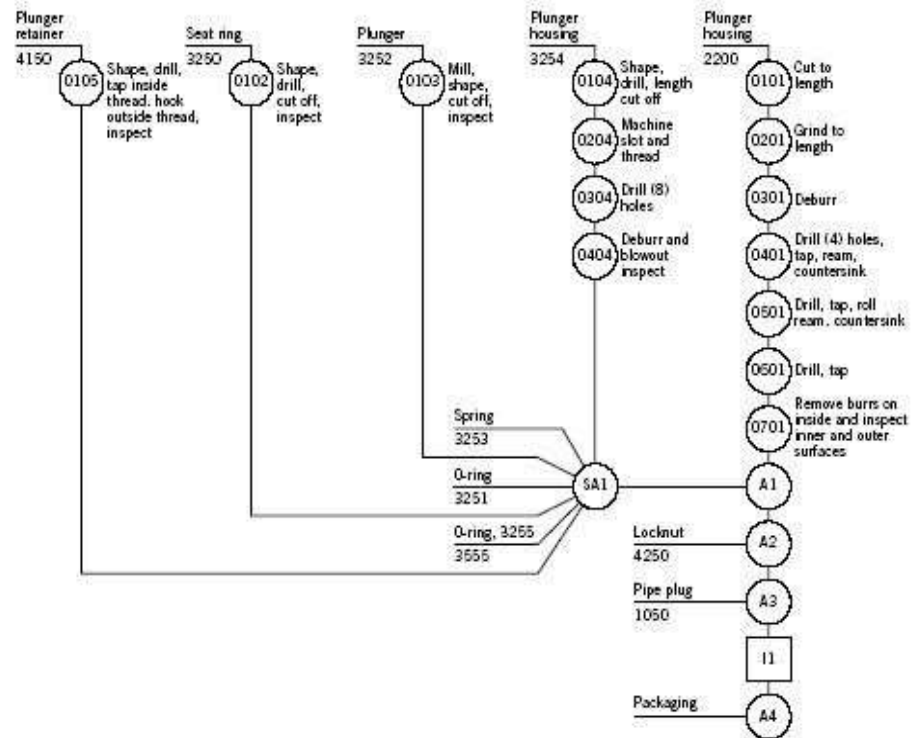 Plunger
retainer
4150
0105
Shape, drill,
tap inside
thread, hook
outside thread,
inspect
Seat ring
3250
0102
Shape,
drill,
cut off,
inspect
Plunger
3252
0103
Mill,
shape,
cut off,
inspect
Plunger
housing
3254
0104
Shape,
drill, length
cut off
0204
Machine
slot and
thread
0304
Drill (8)
holes
0404
Deburr and
blowout
inspect
Plunger
housing
2200
0101
Cut to
length
0201
Grind to
length
0301
Deburr
0401
Drill (4) holes,
tap, ream,
countersink
0501
Drill, tap, roll
ream, countersink
0601
Drill, tap
0701
Remove burrs on
inside and inspect
inner and outer
surfaces
Spring
3253
O-ring
3251
O-ring, 3255
3555
SA1
A1
Locknut
4250
A2
Pipe plug
1050
A3
I1
Packaging
A4